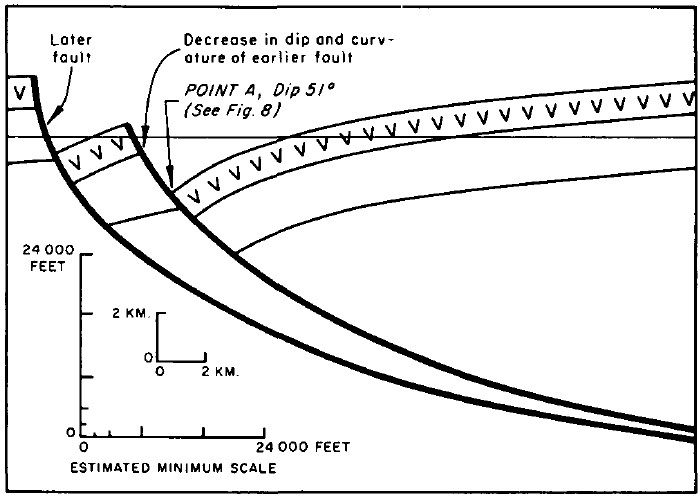 Later
fault
Decrease in dip and curv-
ature of earlier fault
POINT A, Dip 51°
(See Fig. 8)
V
V V V
V V V V V V V V V V V V V V V V V V V V V V V
24 000
FEET
2 KM.
0
0 2 KM.
0
0 24 000 FEET
ESTIMATED MINIMUM SCALE